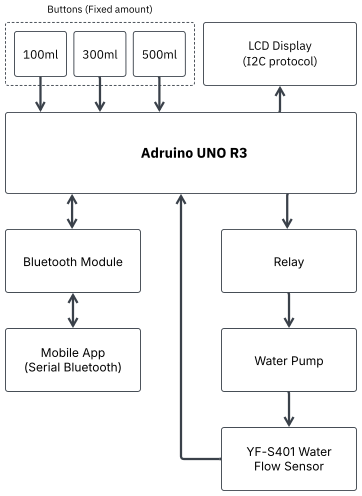 Buttons (Fixed amount)
100ml
300ml
500ml
LCD Display
(I2C protocol)
Adruino UNO R3
Bluetooth Module
Relay
Mobile App
(Serial Bluetooth)
Water Pump
YF-S401 Water
Flow Sensor